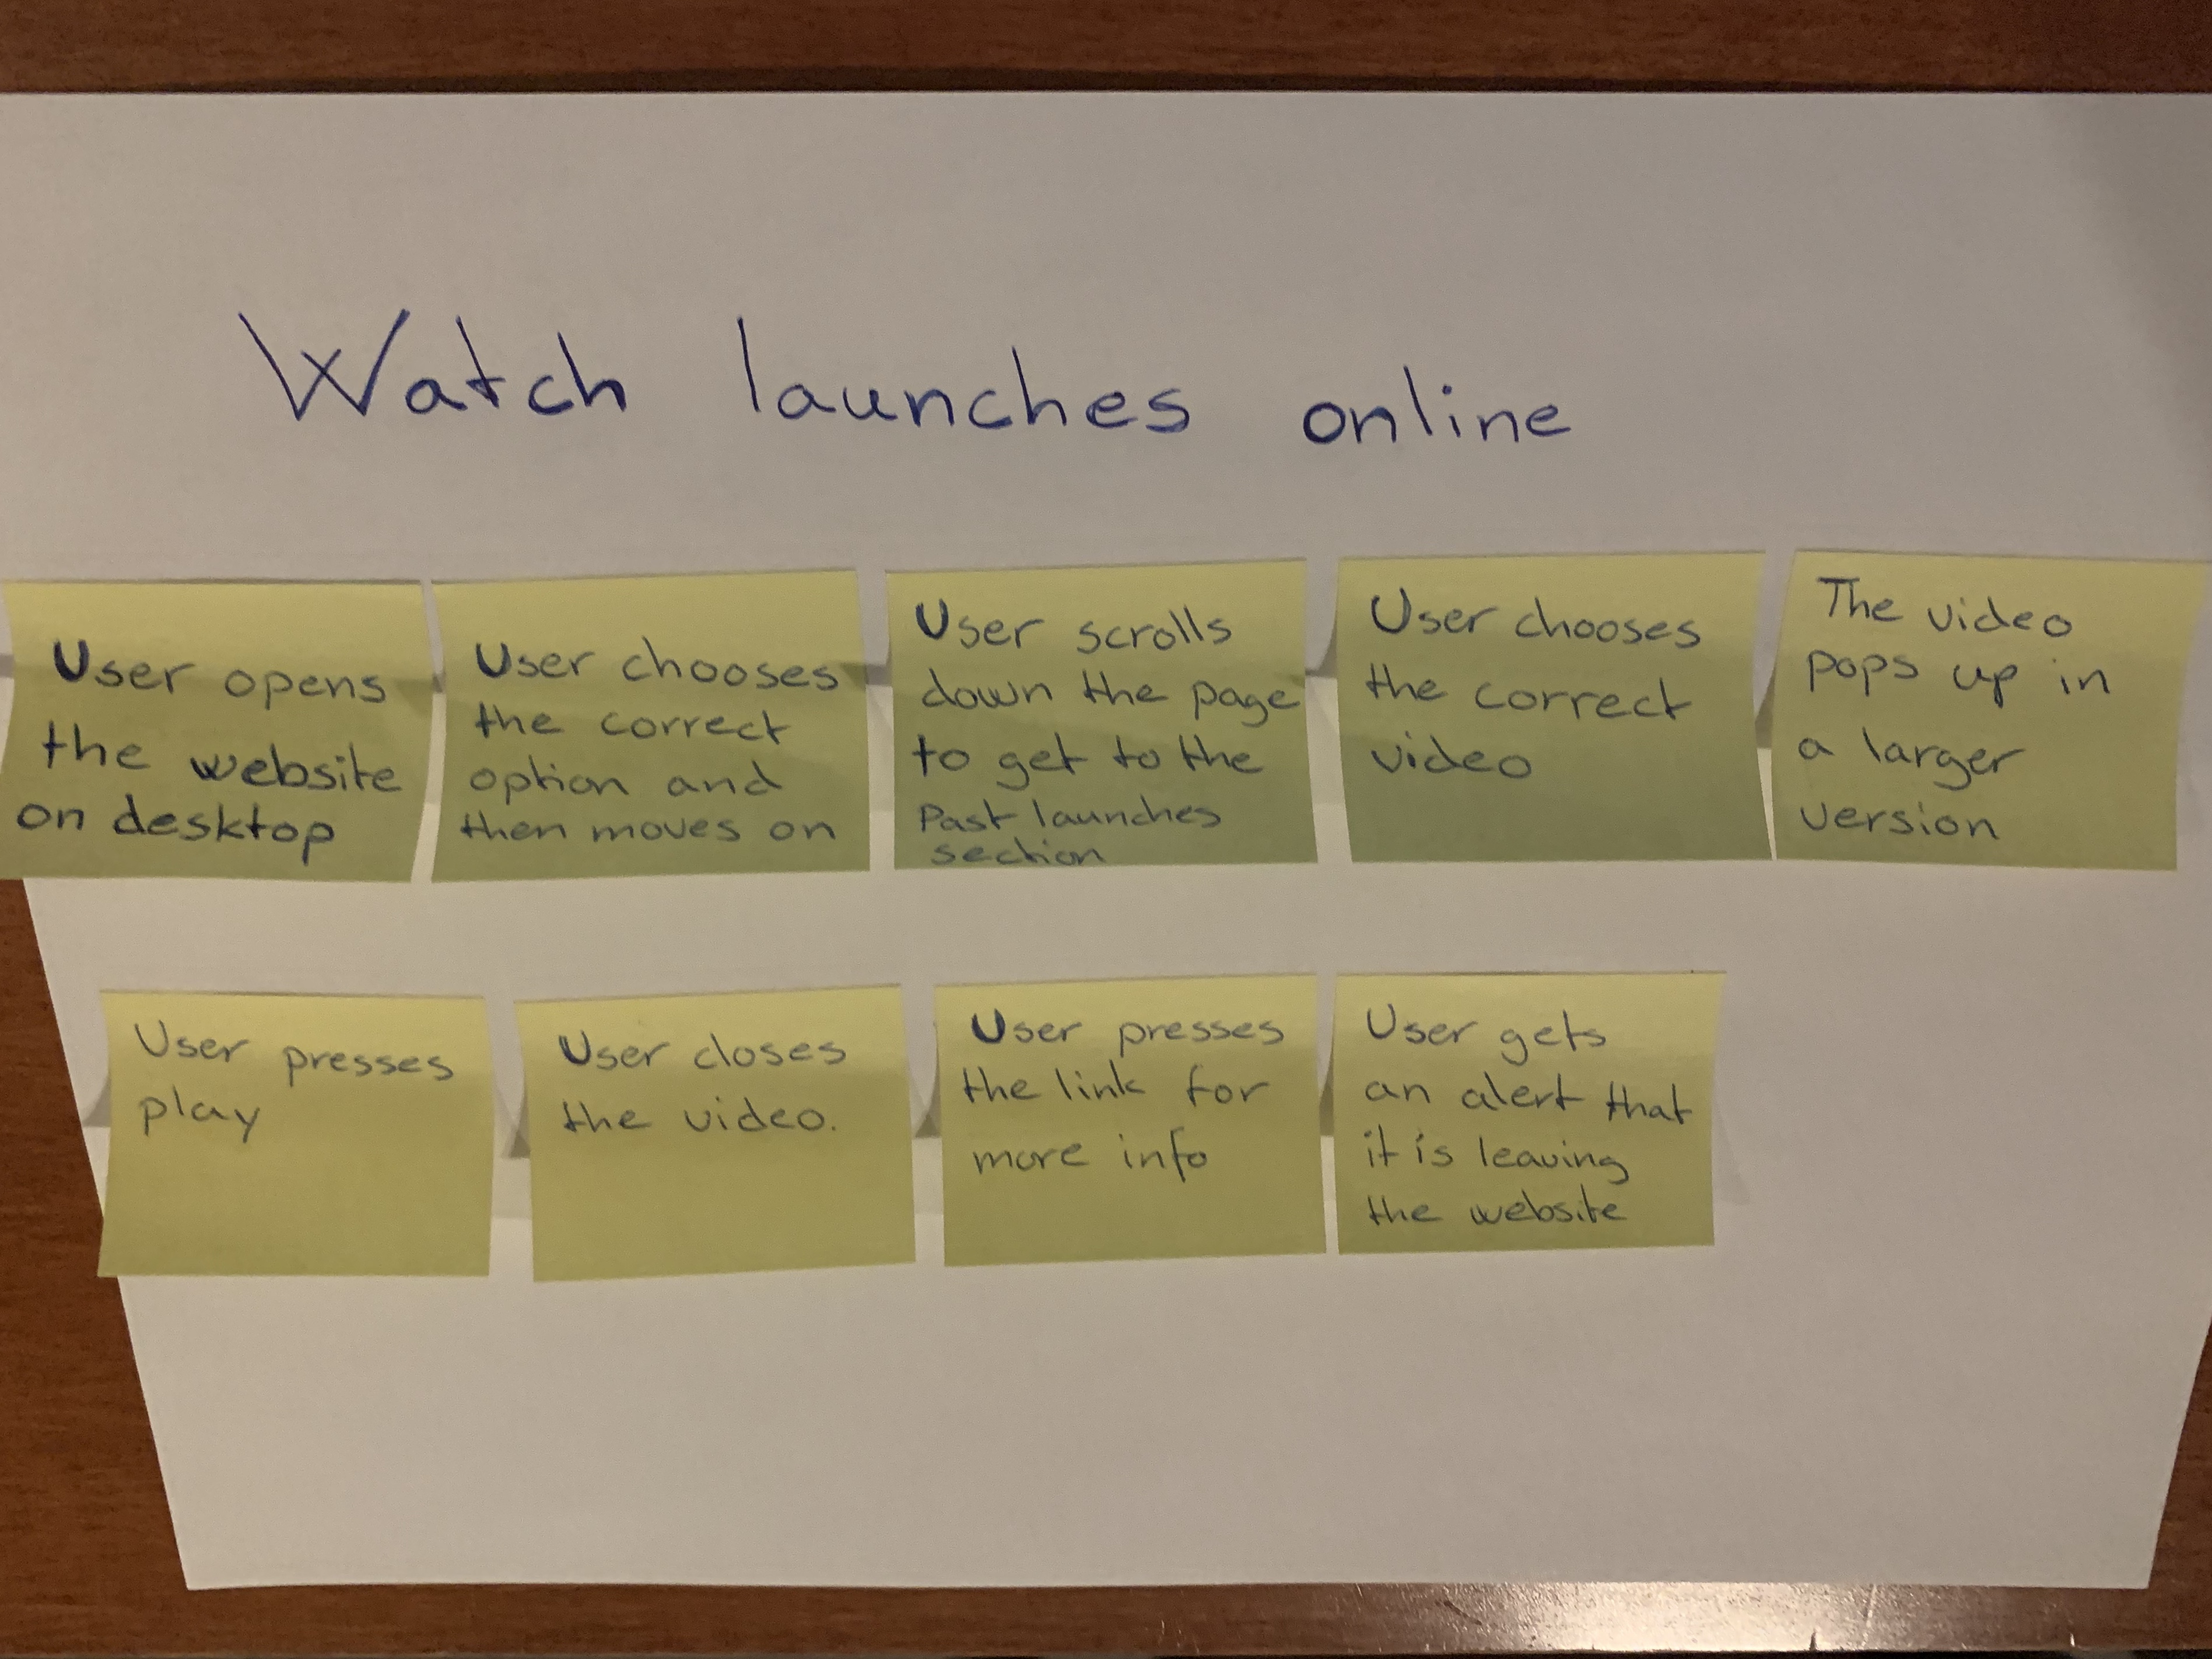 Watch launches online
User opens
the website
on desktop
User chooses
the correct
option and
then moves on
User scrolls
down the page
to get to the
Past launches
section
User chooses
the correct
video
The video
pops up in
a larger
version
User presses
play
User closes
the video.
User presses
the link for
more info
User gets
an alert that
it is leaving
the website